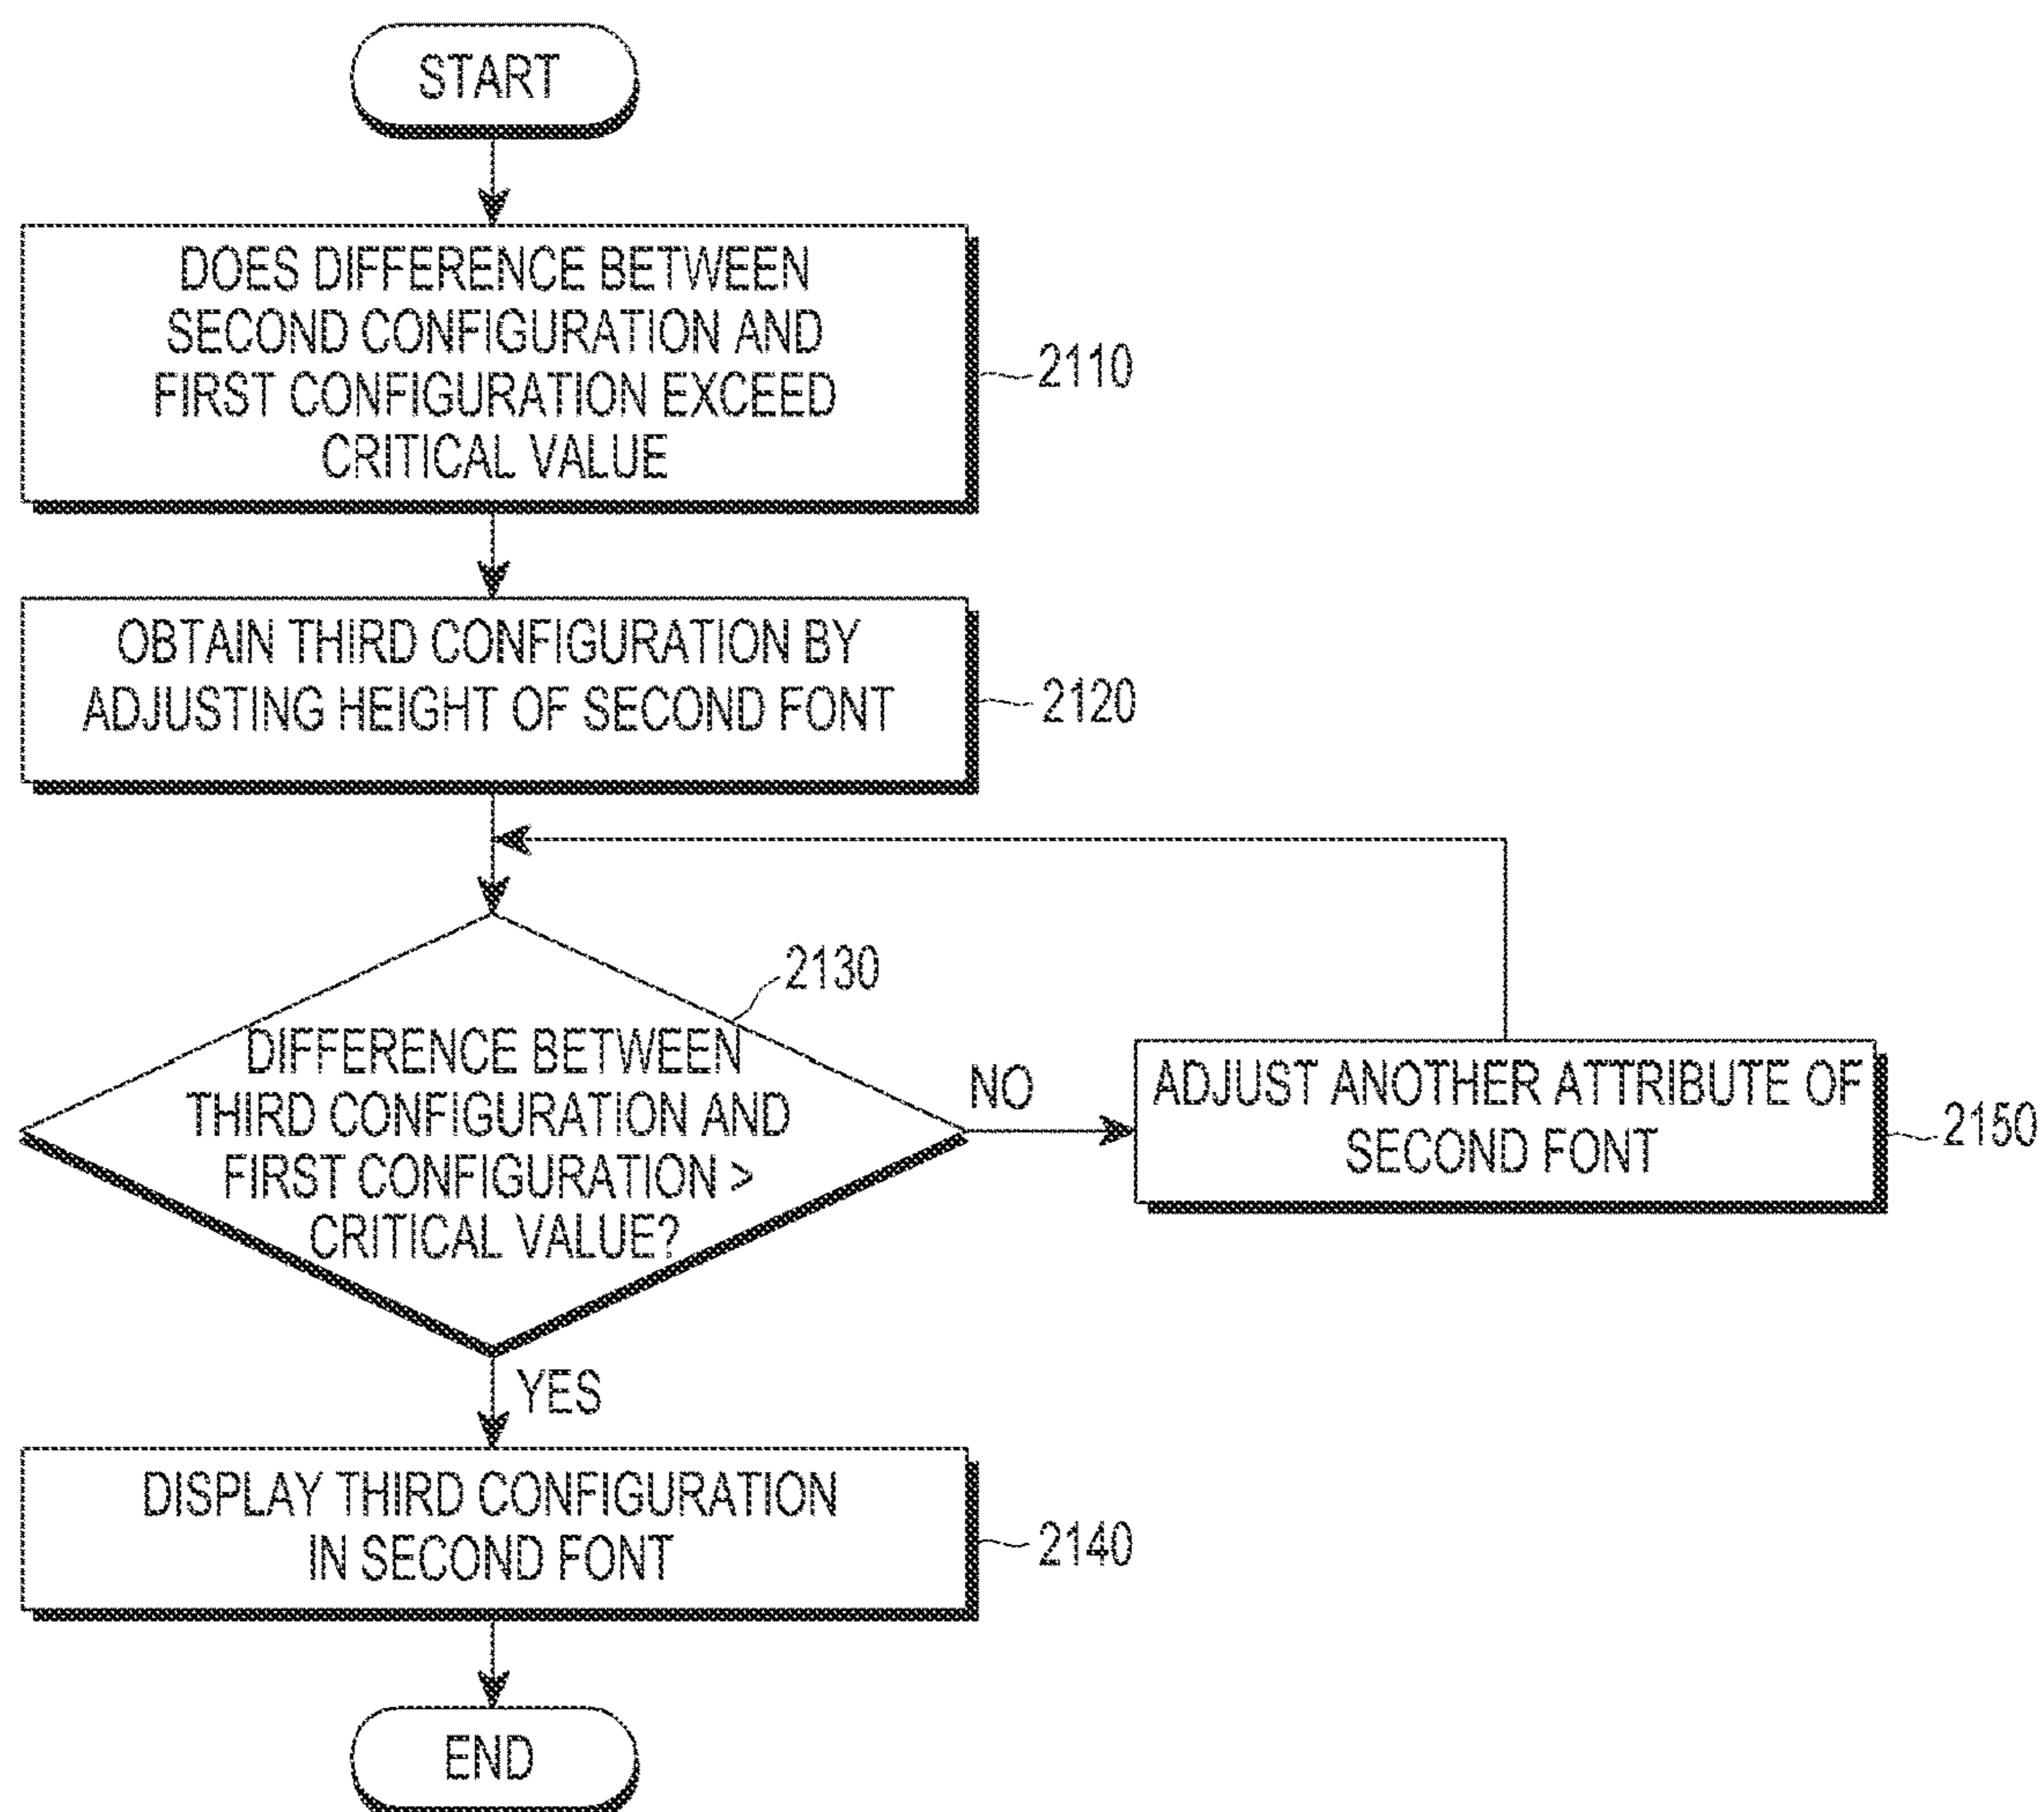 START
DOES DIFFERENCE BETWEEN
SECOND CONFIGURATION AND
FIRST CONFIGURATION EXCEED
CRITICAL VALUE
2110
OBTAIN THIRD CONFIGURATION BY
ADJUSTING HEIGHT OF SECOND FONT
2120
2130
DIFFERENCE BETWEEN
THIRD CONFIGURATION AND
FIRST CONFIGURATION >
CRITICAL VALUE?
NO
ADJUST ANOTHER ATTRIBUTE OF
SECOND FONT
2150
YES
DISPLAY THIRD CONFIGURATION
IN SECOND FONT
2140
END